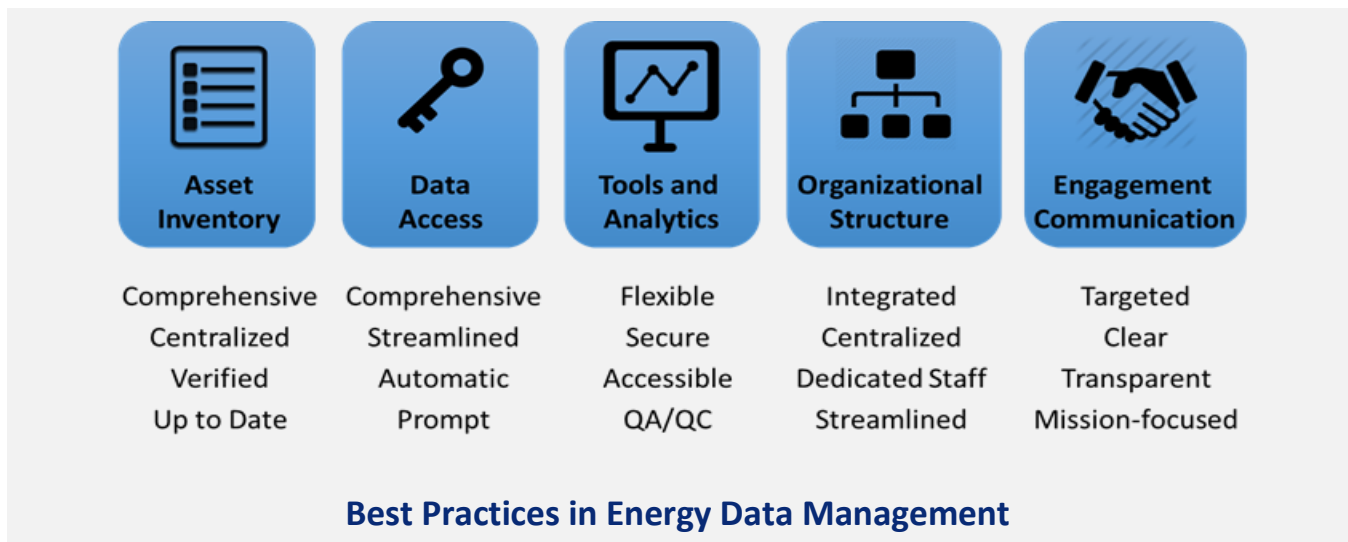 Asset
Inventory
Comprehensive
Centralized
Verified
Up to Date
Data
Access
Comprehensive
Streamlined
Automatic
Prompt
Tools and
Analytics
Flexible
Secure
Accessible
QA/QC
Organizational
Structure
Integrated
Centralized
Dedicated Staff
Streamlined
Engagement
Communication
Targeted
Clear
Transparent
Mission-focused
Best Practices in Energy Data Management